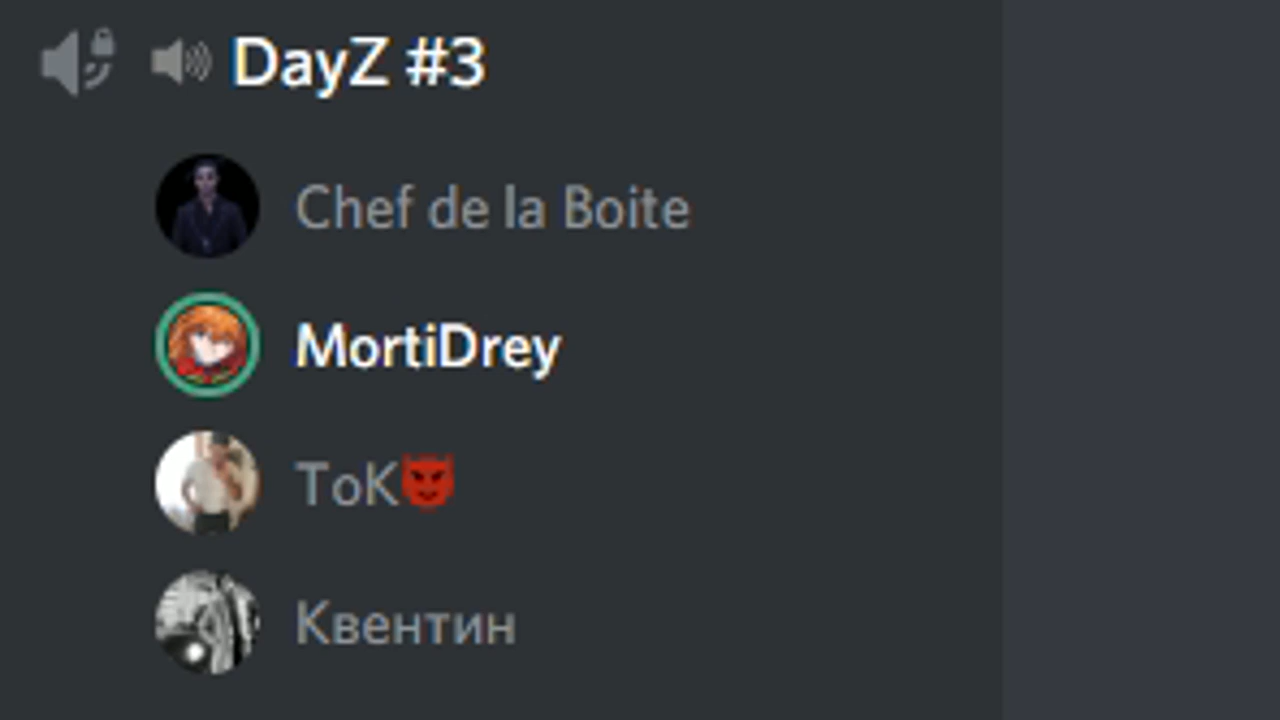 DayZ #3
Chef de la Boite
MortiDrey
ToK👹
Квентин